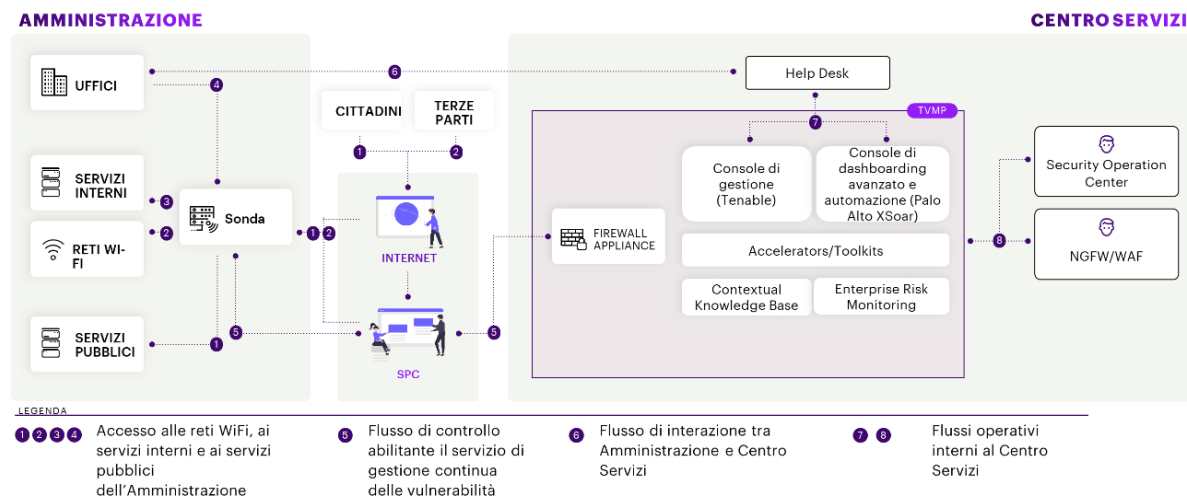 AMMINISTRAZIONE
CENTRO SERVIZI
UFFICI
4
6
Help Desk
CITTADINI
TERZE
PARTI
1
2
TVMP
7
SERVIZI
INTERNI
3
2
RETI WI-
FI
Sonda
1
2
INTERNET
SERVIZI
PUBBLICI
1
5
SPC
5
FIREWALL
APPLIANCE
Console di
gestione
(Tenable)
Console di
dashboarding
avanzato e
automazione (Palo
Alto XSoar)
Accelerators/Toolkits
Contextual
Knowledge Base
Enterprise Risk
Monitoring
8
Security Operation
Center
NGFW/WAF
LEGENDA
1 2 3 4
Accesso alle reti WiFi, ai
servizi interni e ai servizi
pubblici
dell’Amministrazione
5
Flusso di controllo
abilitante il servizio di
gestione continua
delle vulnerabilità
6
Flusso di interazione tra
Amministrazione e Centro
Servizi
7 8
Flussi operativi
interni al Centro
Servizi